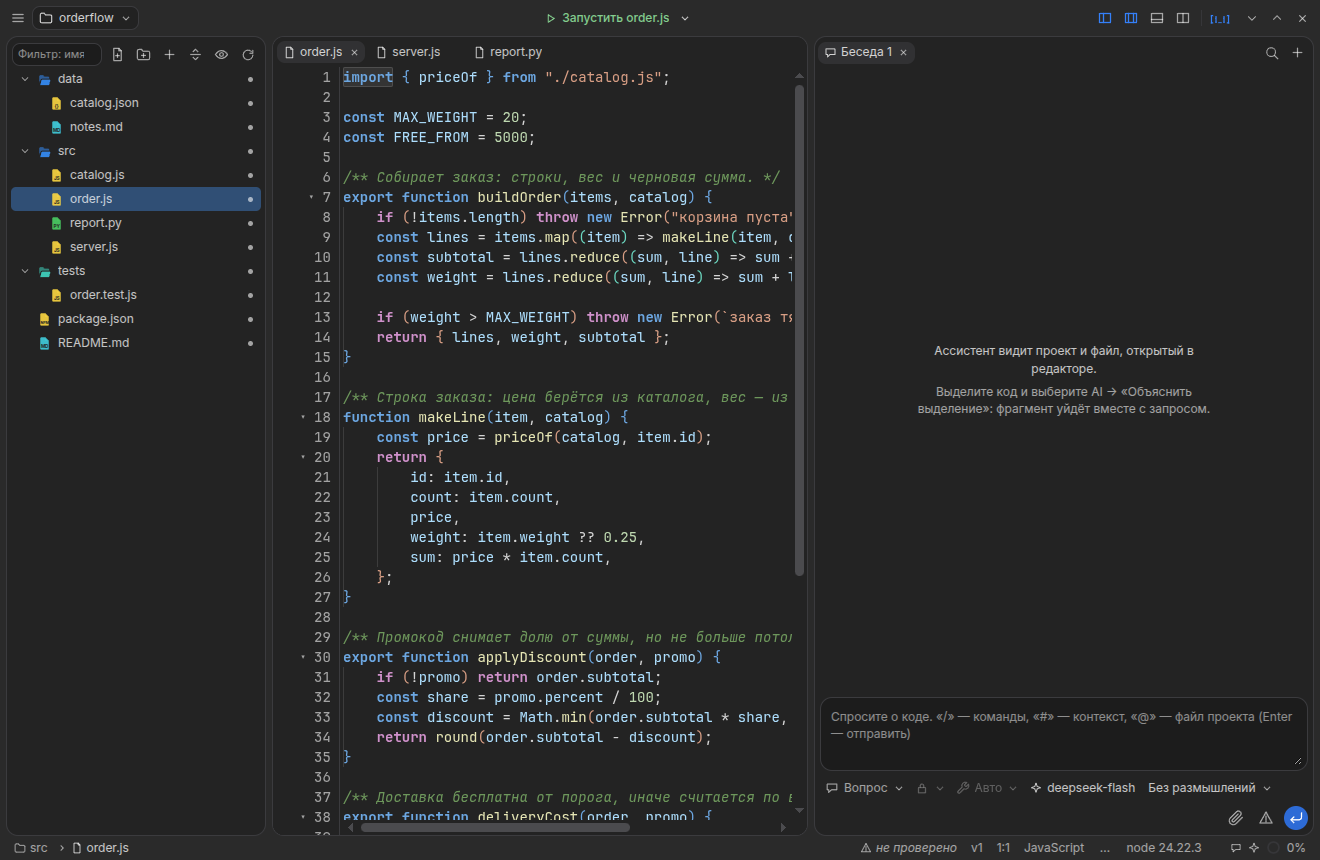 orderflow
Запустить order.js
Фильтр: имя
data
catalog.json
notes.md
src
catalog.js
order.js
report.py
server.js
tests
order.test.js
package.json
README.md
order.js
server.js
report.py
1 import { priceOf } from "./catalog.js";
2
3 const MAX_WEIGHT = 20;
4 const FREE_FROM = 5000;
5
6 /** Собирает заказ: строки, вес и черновая сумма. */
7 export function buildOrder(items, catalog) {
8 if (!items.length) throw new Error("корзина пуста"
9 const lines = items.map((item) => makeLine(item, c
10 const subtotal = lines.reduce((sum, line) => sum +
11 const weight = lines.reduce((sum, line) => sum + l
12
13 if (weight > MAX_WEIGHT) throw new Error(`заказ тя
14 return { lines, weight, subtotal };
15 }
16
17 /** Строка заказа: цена берётся из каталога, вес — из
18 function makeLine(item, catalog) {
19 const price = priceOf(catalog, item.id);
20 return {
21 id: item.id,
22 count: item.count,
23 price,
24 weight: item.weight ?? 0.25,
25 sum: price * item.count,
26 };
27 }
28
29 /** Промокод снимает долю от суммы, но не больше потол
30 export function applyDiscount(order, promo) {
31 if (!promo) return order.subtotal;
32 const share = promo.percent / 100;
33 const discount = Math.min(order.subtotal * share,
34 return round(order.subtotal - discount);
35 }
36
37 /** Доставка бесплатна от порога, иначе считается по в
38 export function deliveryCost(order, promo) {
Беседа 1
Ассистент видит проект и файл, открытый в
редакторе.
Выделите код и выберите AI → «Объяснить
выделение»: фрагмент уйдёт вместе с запросом.
Спросите о коде. «/» — команды, «#» — контекст, «@» — файл проекта (Enter
— отправить)
Вопрос
Авто
deepseek-flash
Без размышлений
src › order.js
не проверено
v1
1:1
JavaScript
...
node 24.22.3
0%